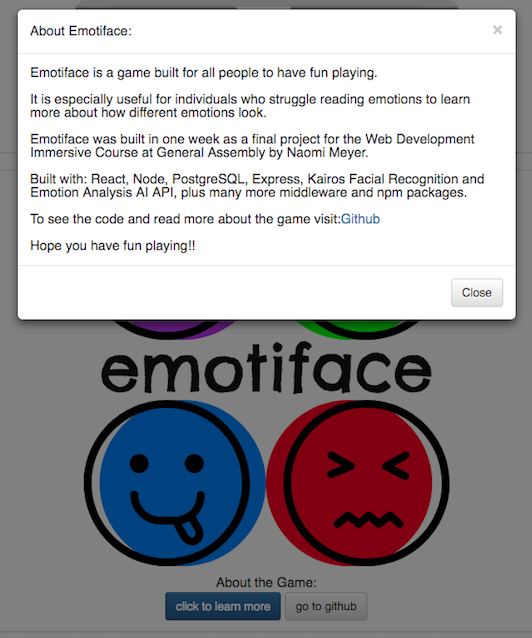 About Emotiface:
×
Emotiface is a game built for all people to have fun playing.
It is especially useful for individuals who struggle reading emotions to learn
more about how different emotions look.
Emotiface was built in one week as a final project for the Web Development
Immersive Course at General Assembly by Naomi Meyer.
Built with: React, Node, PostgreSQL, Express, Kairos Facial Recognition and
Emotion Analysis AI API, plus many more middleware and npm packages.
To see the code and read more about the game visit:Github
Hope you have fun playing!!
Close
emotiface
About the Game:
click to learn more
go to github